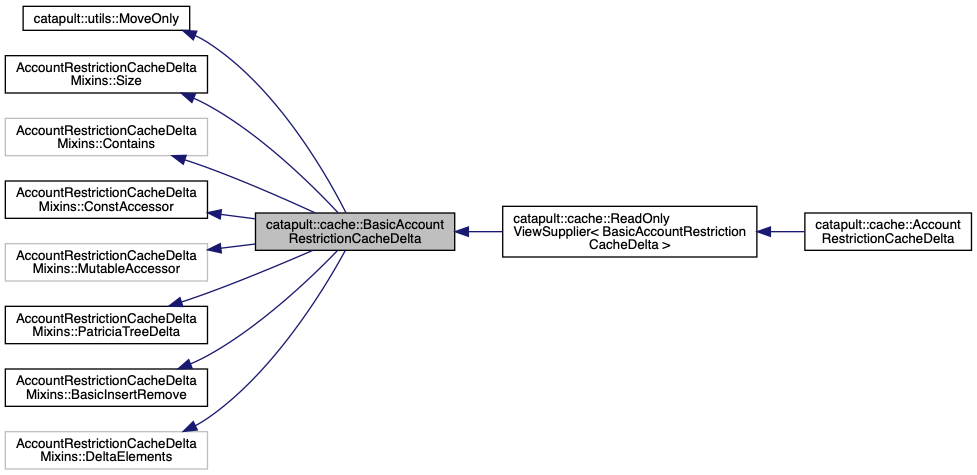 catapult::utils::MoveOnly
AccountRestrictionCacheDelta
Mixins::Size
AccountRestrictionCacheDelta
Mixins::Contains
AccountRestrictionCacheDelta
Mixins::ConstAccessor
AccountRestrictionCacheDelta
Mixins::MutableAccessor
AccountRestrictionCacheDelta
Mixins::PatriciaTreeDelta
AccountRestrictionCacheDelta
Mixins::BasicInsertRemove
AccountRestrictionCacheDelta
Mixins::DeltaElements
catapult::cache::BasicAccount
RestrictionCacheDelta
catapult::cache::ReadOnly
ViewSupplier< BasicAccountRestriction
CacheDelta >
catapult::cache::Account
RestrictionCacheDelta